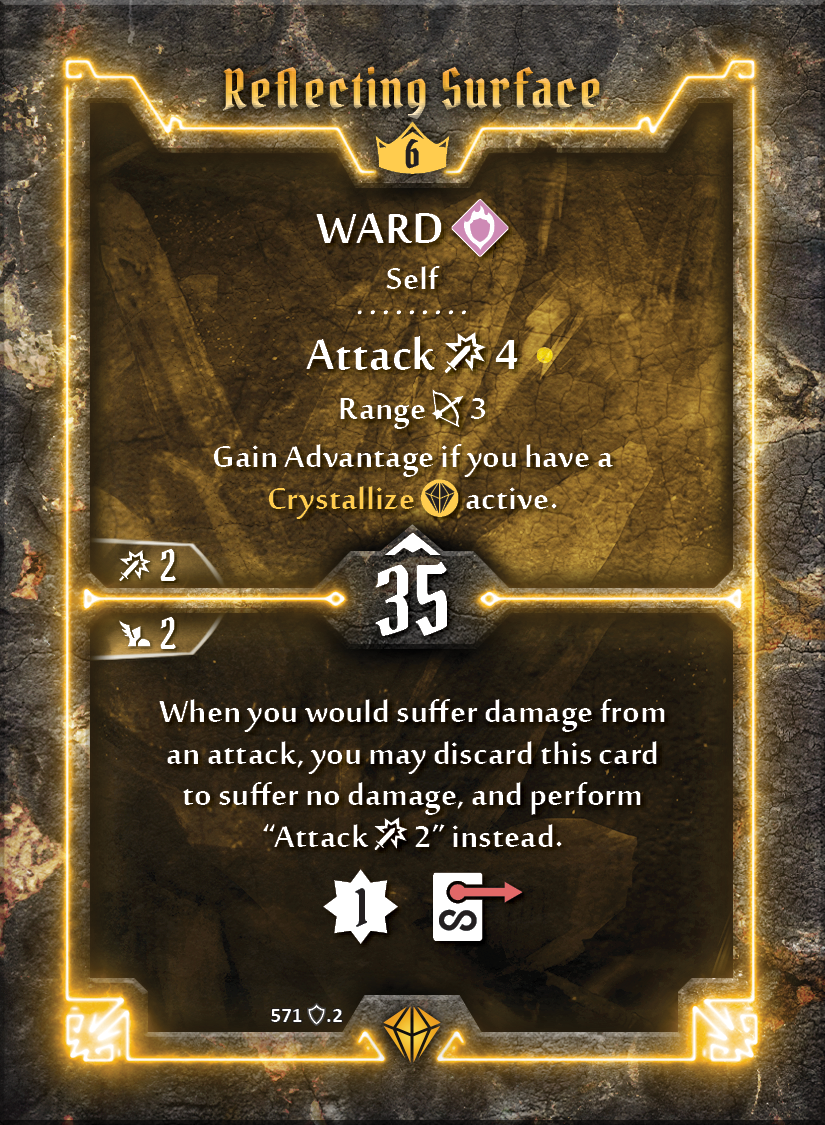 Reflecting Surface
6
WARD
Self
Attack 4
Range 3
Gain Advantage if you have a
Crystallize active.
2
35
2
When you would suffer damage from
an attack, you may discard this card
to suffer no damage, and perform
“Attack 2” instead.
1
571 .2